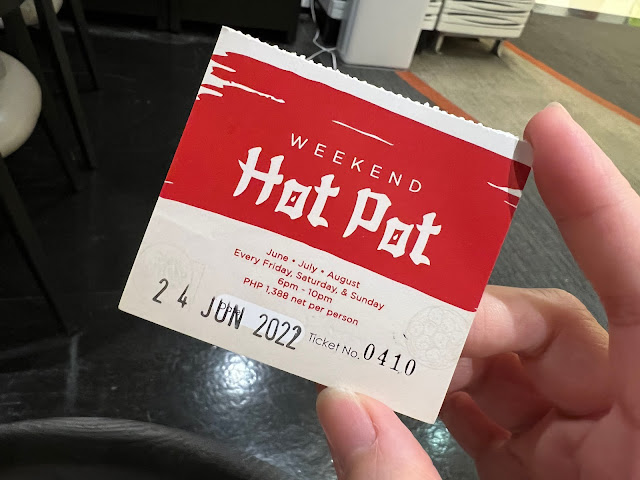 WEEKEND
Hot Pot
June • July • August
Every Friday, Saturday, & Sunday
6pm - 10pm
PHP 1,388 net per person
24 JUN 2022
Ticket No. 0410